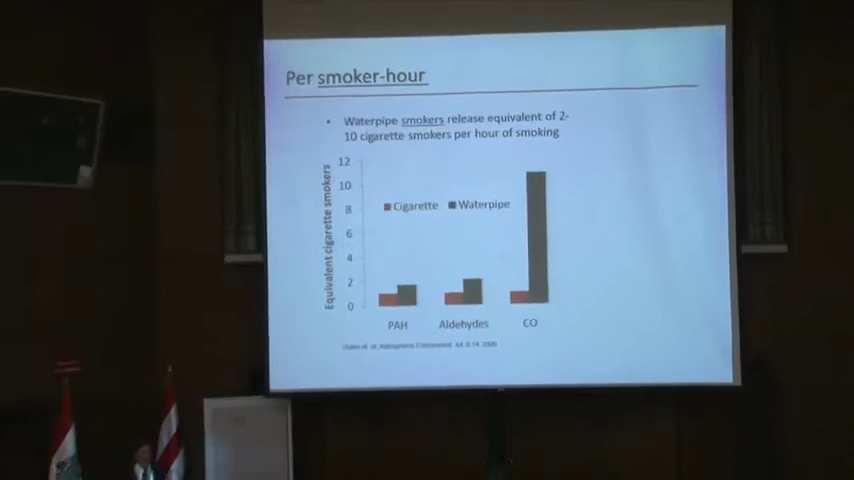 Per smoker-hour
• Waterpipe smokers release equivalent of 2-
10 cigarette smokers per hour of smoking
Equivalent cigarette smokers
12
10
8
6
4
2
0
Cigarette Waterpipe
PAH Aldehydes CO